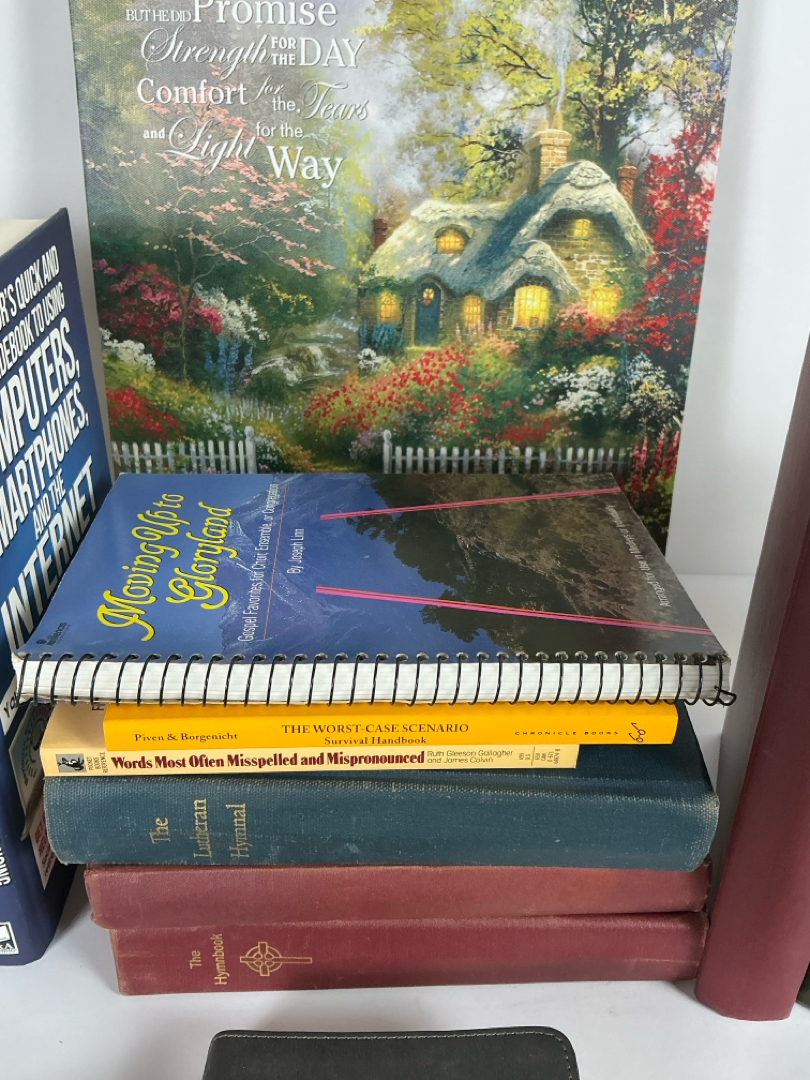 BUT HE DID Promise
Strength FOR THE DAY
Comfort for the Tears
and Light for the Way
R'S QUICK AND
DEBOOK TO USING
MPUTERS,
MARTPHONES,
AND THE
INTERNET
Moving Up to
Gloryland
Gospel Favorites for Choir, Ensemble, or Congregation
By Joseph Linn
Piven & Borgenicht
THE WORST-CASE SCENARIO
Survival Handbook
CHRONICLE BOOKS
POCKET BOOKS REFERENCE
Words Most Often Misspelled and Mispronounced
Ruth Gleeson Gallagher
and James Colvin
The
Lutheran
Hymnal
The
Hymnbook